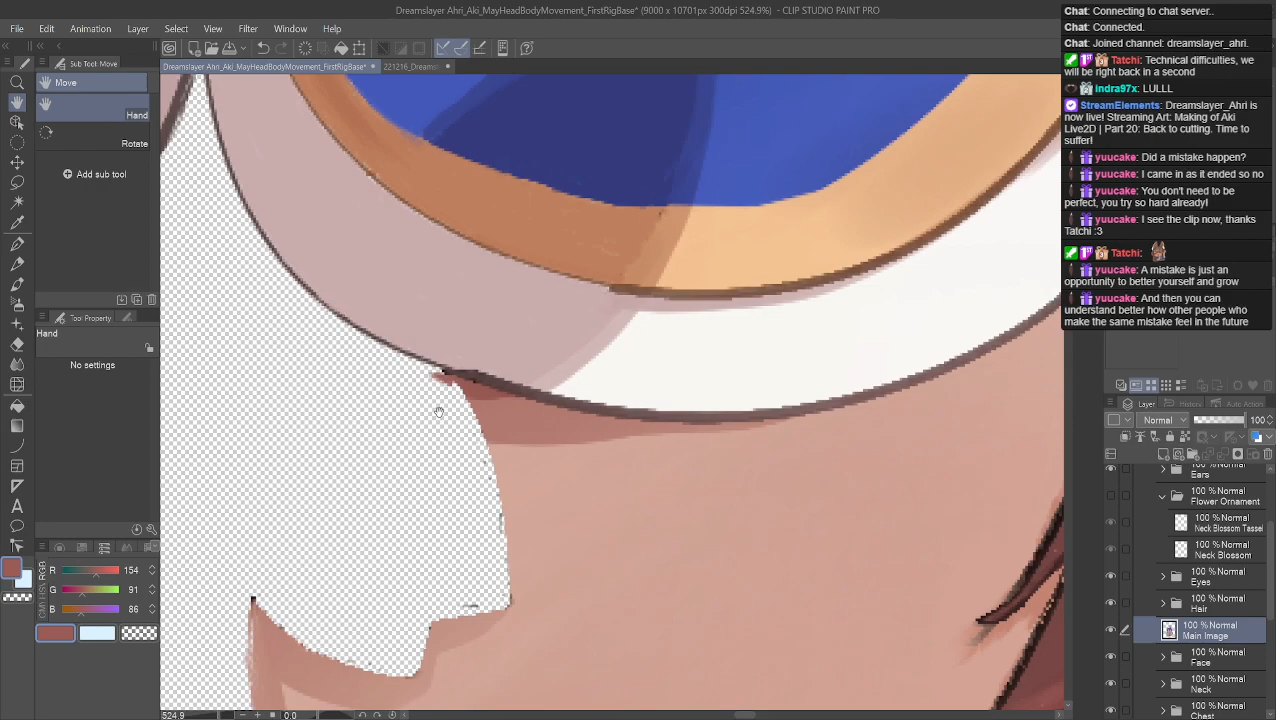 Dreamslayer Ahri_Aki_MayHeadBodyMovement_FirstRigBase* (9000 x 10701px 300dpi 524.9%) - CLIP STUDIO PAINT PRO
File Edit Animation Layer Select View Filter Window Help
Sub Tool Move
Dreamslayer Ahri_Aki_MayHeadBodyMovement_FirstRigBase*
221216_Dreams
Move
Hand
Rotate
Add sub tool
Tool Property
Hand
No settings
RGB
HSV
CMYK
R 154
G 91
B 86
524.9
0.0
Chat: Connecting to chat server..
Chat: Connected.
Chat: Joined channel: dreamslayer_ahri.
Tatchi: Technical difficulties, we
will be right back in a second
indra97x: LULLL
StreamElements: Dreamslayer_Ahri is
now live! Streaming Art: Making of Aki
Live2D | Part 20: Back to cutting. Time to
suffer!
yuucake: Did a mistake happen?
yuucake: I came in as it ended so no
yuucake: You don't need to be
perfect, you try so hard already!
yuucake: I see the clip now, thanks
Tatchi :3
Tatchi:
yuucake: A mistake is just an
opportunity to better yourself and grow
yuucake: And then you can
understand better how other people who
make the same mistake feel in the future
Layer History Auto Action
Normal 100
100 %Normal
Ears
100 %Normal
Flower Ornament
100 %Normal
Neck Blossom Tassel
100 %Normal
Neck Blossom
100 %Normal
Eyes
100 %Normal
Hair
100 %Normal
Main Image
100 %Normal
Face
100 %Normal
Neck
100 %Normal
Chest